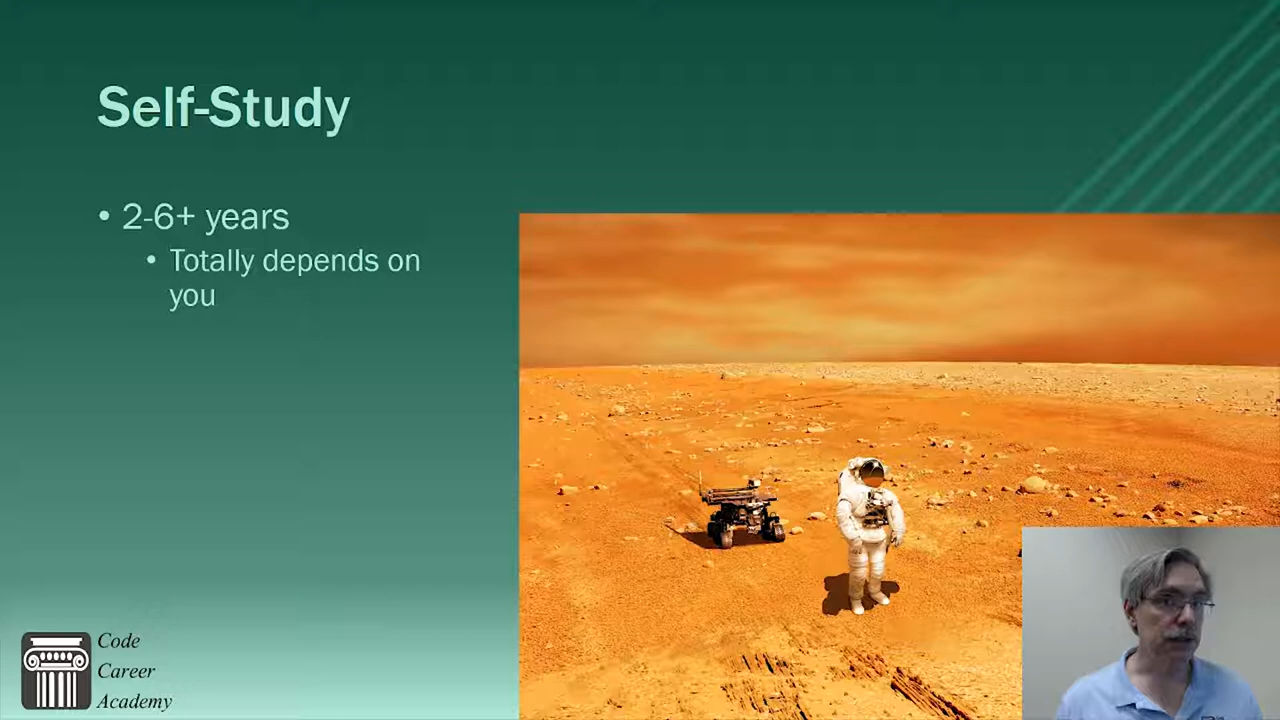 Self-Study
• 2-6+ years
• Totally depends on
you
Code
Career
Academy